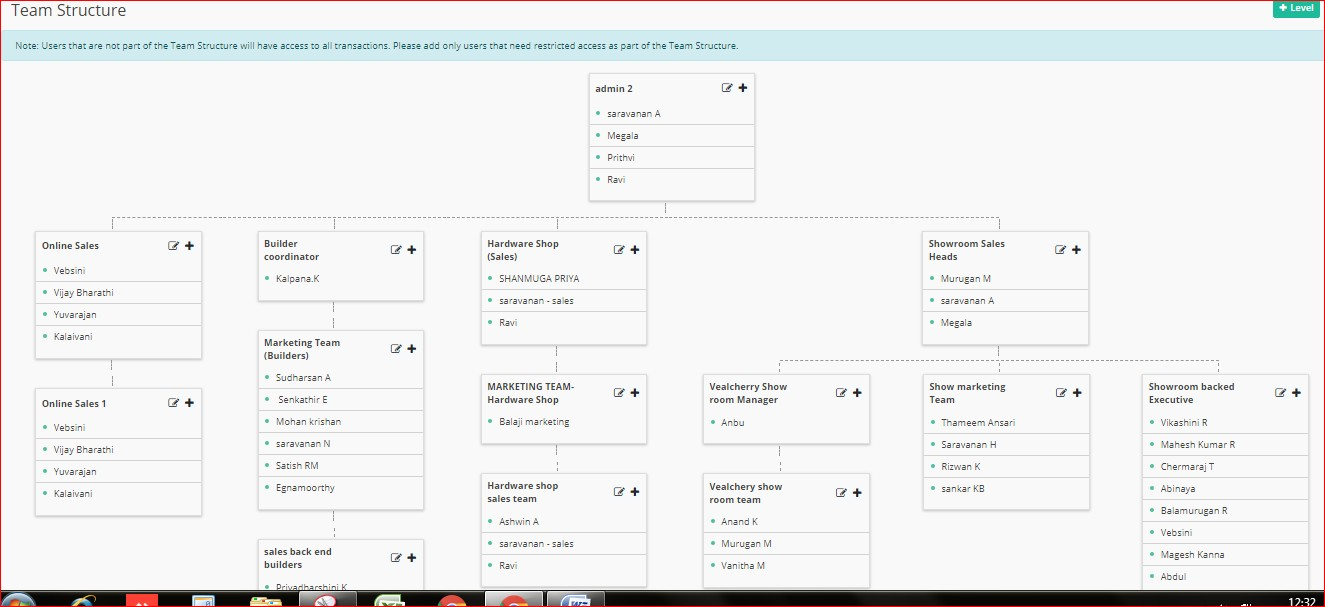 Team Structure
+ Level
Note: Users that are not part of the Team Structure will have access to all transactions. Please add only users that need restricted access as part of the Team Structure.
admin 2
saravanan A
Megala
Prithvi
Ravi
Online Sales
Vebsini
Vijay Bharathi
Yuvarajan
Kalaivani
Online Sales 1
Vebsini
Vijay Bharathi
Yuvarajan
Kalaivani
Builder
coordinator
Kalpana.K
Marketing Team
(Builders)
Sudharsan A
Senkathir E
Mohan krishan
saravanan N
Satish RM
Egnamoorthy
sales back end
builders
Priyadharshini K
Hardware Shop
(Sales)
SHANMUGA PRIYA
saravanan - sales
Ravi
MARKETING TEAM-
Hardware Shop
Balaji marketing
Hardware shop
sales team
Ashwin A
saravanan - sales
Ravi
Showroom Sales
Heads
Murugan M
saravanan A
Megala
Vealcherry Show
room Manager
Anbu
Vealchery show
room team
Anand K
Murugan M
Vanitha M
Show marketing
Team
Thameem Ansari
Saravanan H
Rizwan K
sankar KB
Showroom backed
Executive
Vikashini R
Mahesh Kumar R
Chermaraj T
Abinaya
Balamurugan R
Vebsini
Magesh Kanna
Abdul
12:32